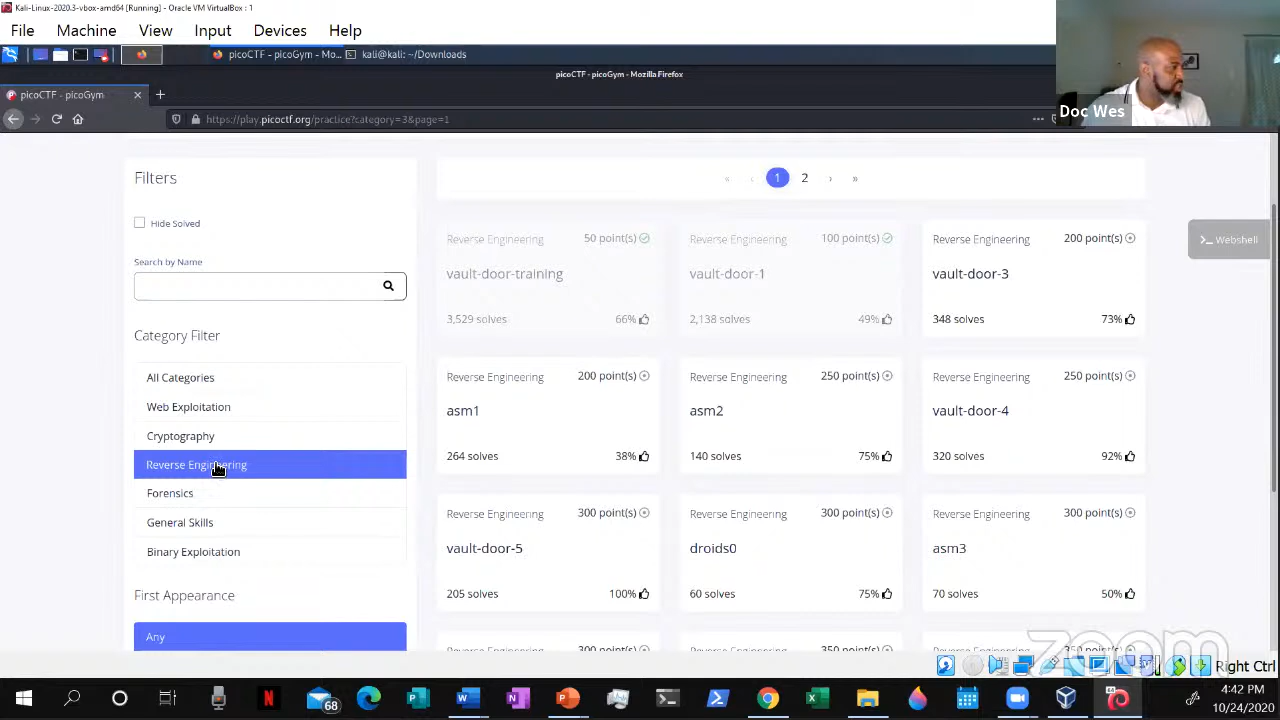 Kali-Linux-2020.3-vbox-amd64 [Running] - Oracle VM VirtualBox : 1
File Machine View Input Devices Help
picoCTF - picoGym - Mo... kali@kali: ~/Downloads
picoCTF - picoGym - Mozilla Firefox
picoCTF - picoGym
https://play.picoctf.org/practice?category=3&page=1
Doc Wes
Filters
Hide Solved
Search by Name
Category Filter
All Categories
Web Exploitation
Cryptography
Reverse Engineering
Forensics
General Skills
Binary Exploitation
First Appearance
Any
« ‹ 1 2 › »
Reverse Engineering 50 point(s)
vault-door-training
3,529 solves 66%
Reverse Engineering 100 point(s)
vault-door-1
2,138 solves 49%
Reverse Engineering 200 point(s)
vault-door-3
348 solves 73%
Reverse Engineering 200 point(s)
asm1
264 solves 38%
Reverse Engineering 250 point(s)
asm2
140 solves 75%
Reverse Engineering 250 point(s)
vault-door-4
320 solves 92%
Reverse Engineering 300 point(s)
vault-door-5
205 solves 100%
Reverse Engineering 300 point(s)
droids0
60 solves 75%
Reverse Engineering 300 point(s)
asm3
70 solves 50%
Webshell
zoom
Right Ctrl
68
4:42 PM
10/24/2020